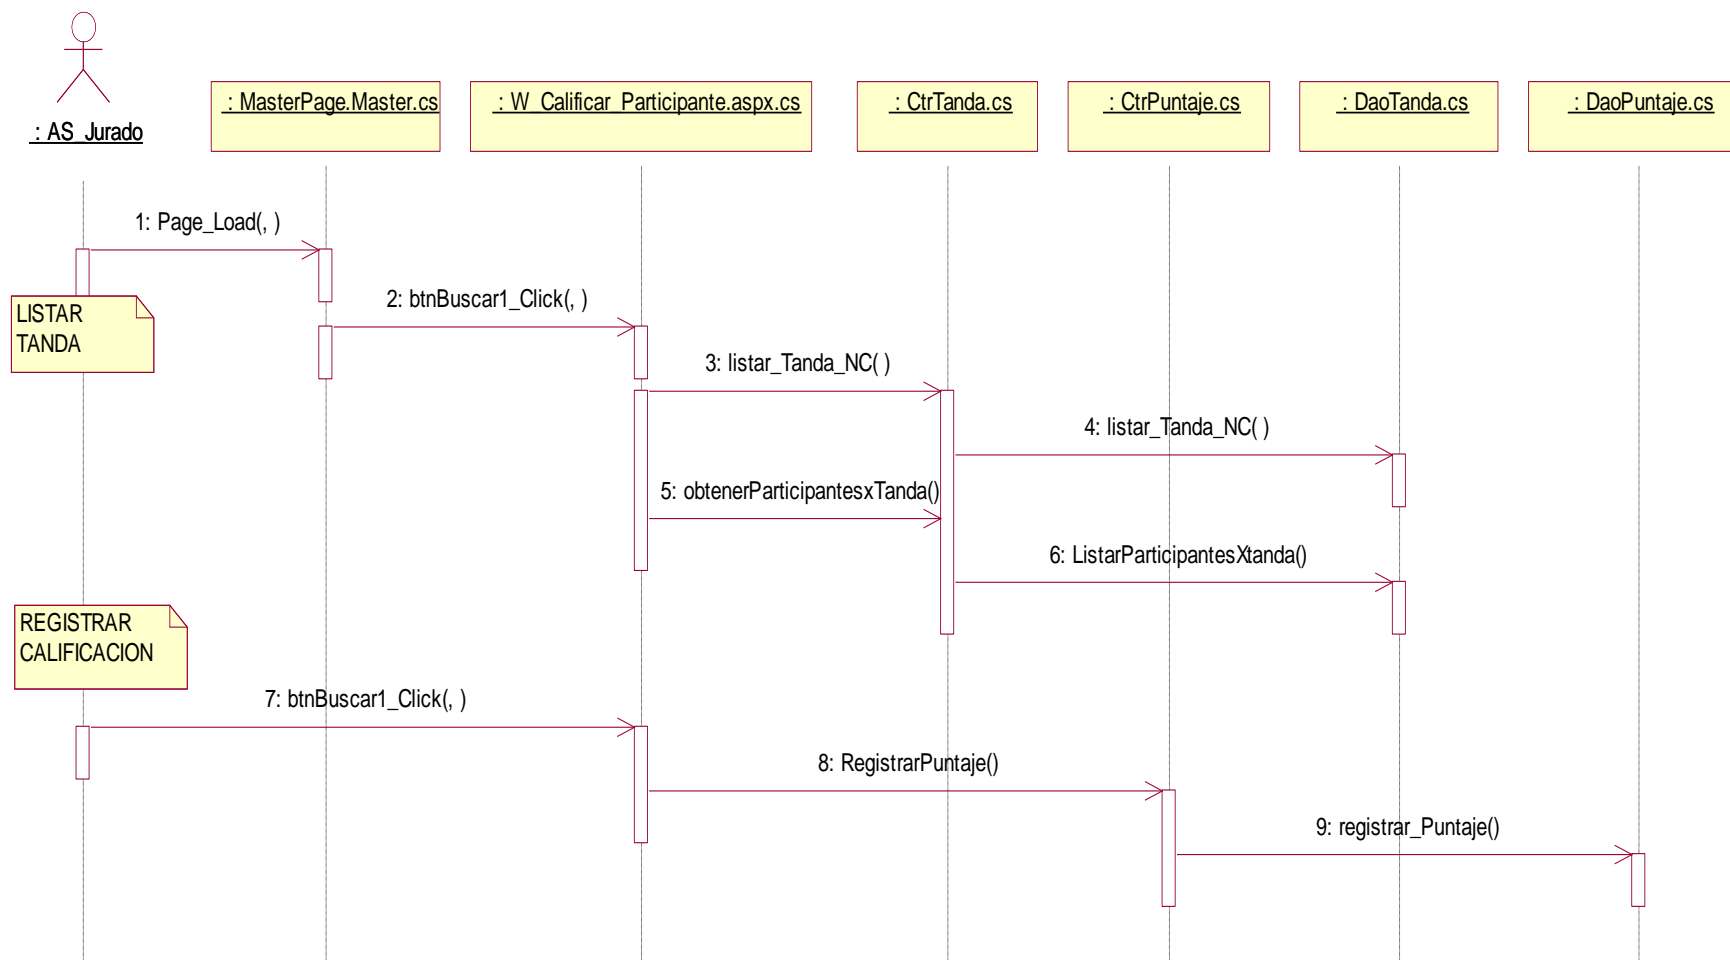 : AS_Jurado
: MasterPage.Master.cs
: W_Calificar_Participante.aspx.cs
: CtrTanda.cs
: CtrPuntaje.cs
: DaoTanda.cs
: DaoPuntaje.cs
1: Page_Load(, )
LISTAR
TANDA
2: btnBuscar1_Click(, )
3: listar_Tanda_NC( )
4: listar_Tanda_NC( )
5: obtenerParticipantesxTanda()
6: ListarParticipantesXtanda()
REGISTRAR
CALIFICACION
7: btnBuscar1_Click(, )
8: RegistrarPuntaje()
9: registrar_Puntaje()